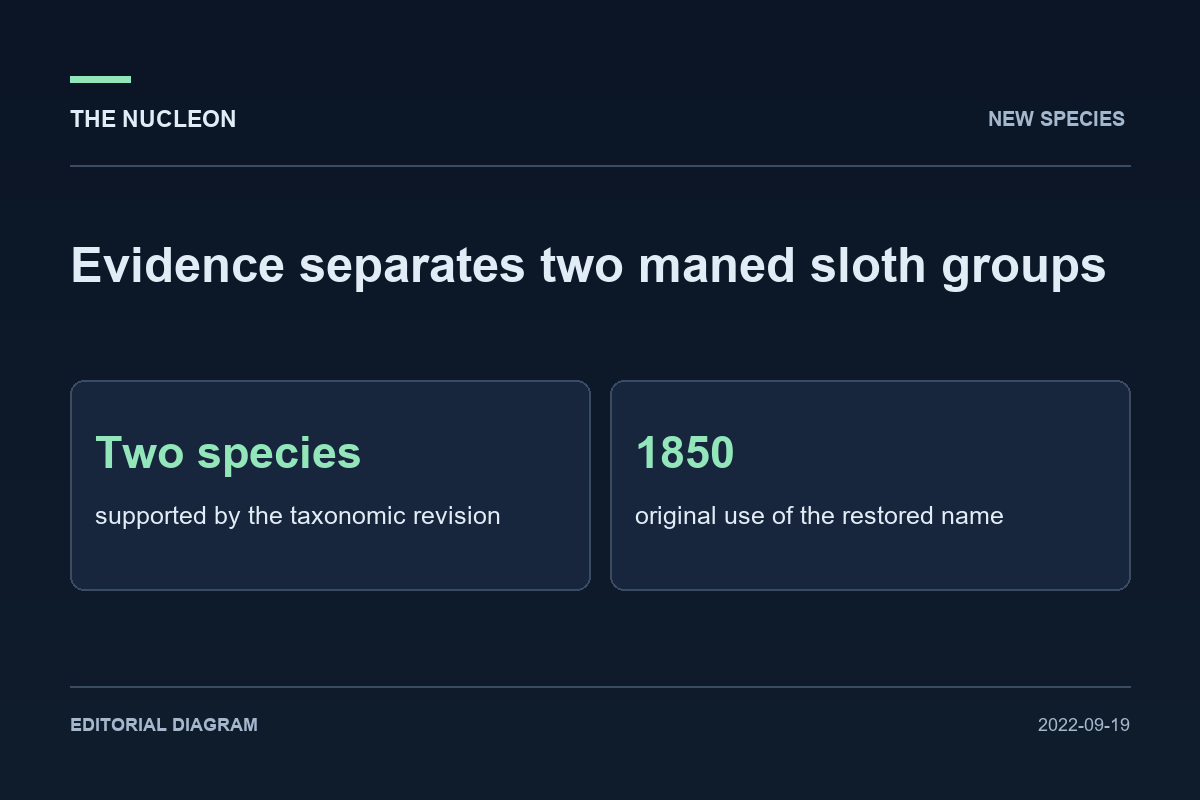 THE NUCLEON
NEW SPECIES
Evidence separates two maned sloth groups
Two species
supported by the taxonomic revision
1850
original use of the restored name
EDITORIAL DIAGRAM
2022-09-19